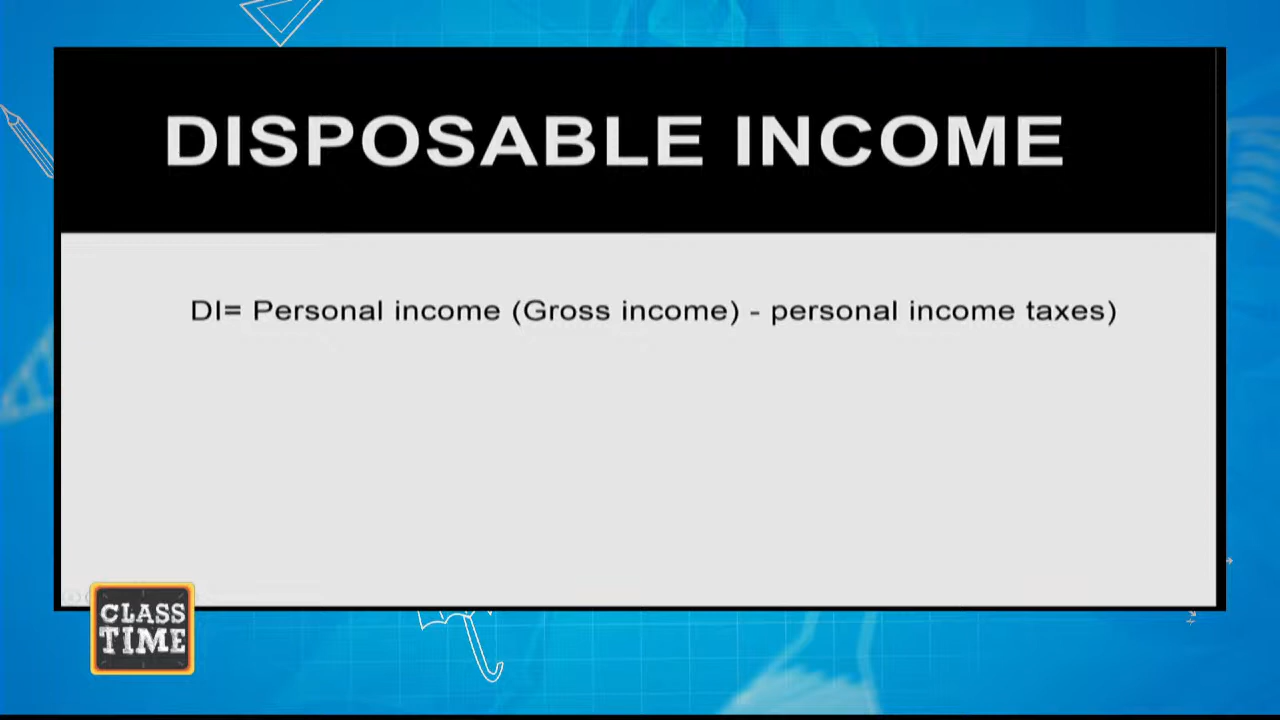 DISPOSABLE INCOME
DI= Personal income (Gross income) - personal income taxes)
CLASS
TIME